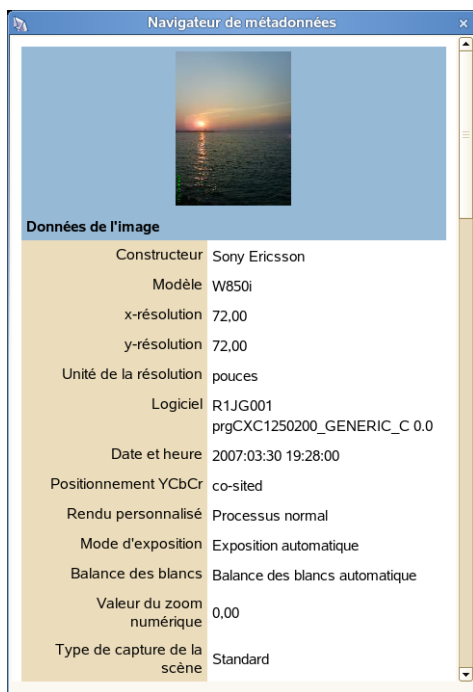 Navigateur de métadonnées
Données de l'image
Constructeur Sony Ericsson
Modèle W850i
x-résolution 72,00
y-résolution 72,00
Unité de la résolution pouces
Logiciel R1JG001
prgCXC1250200_GENERIC_C 0.0
Date et heure 2007:03:30 19:28:00
Positionnement YCbCr co-sited
Rendu personnalisé Processus normal
Mode d'exposition Exposition automatique
Balance des blancs Balance des blancs automatique
Valeur du zoom
numérique 0,00
Type de capture de la
scène Standard